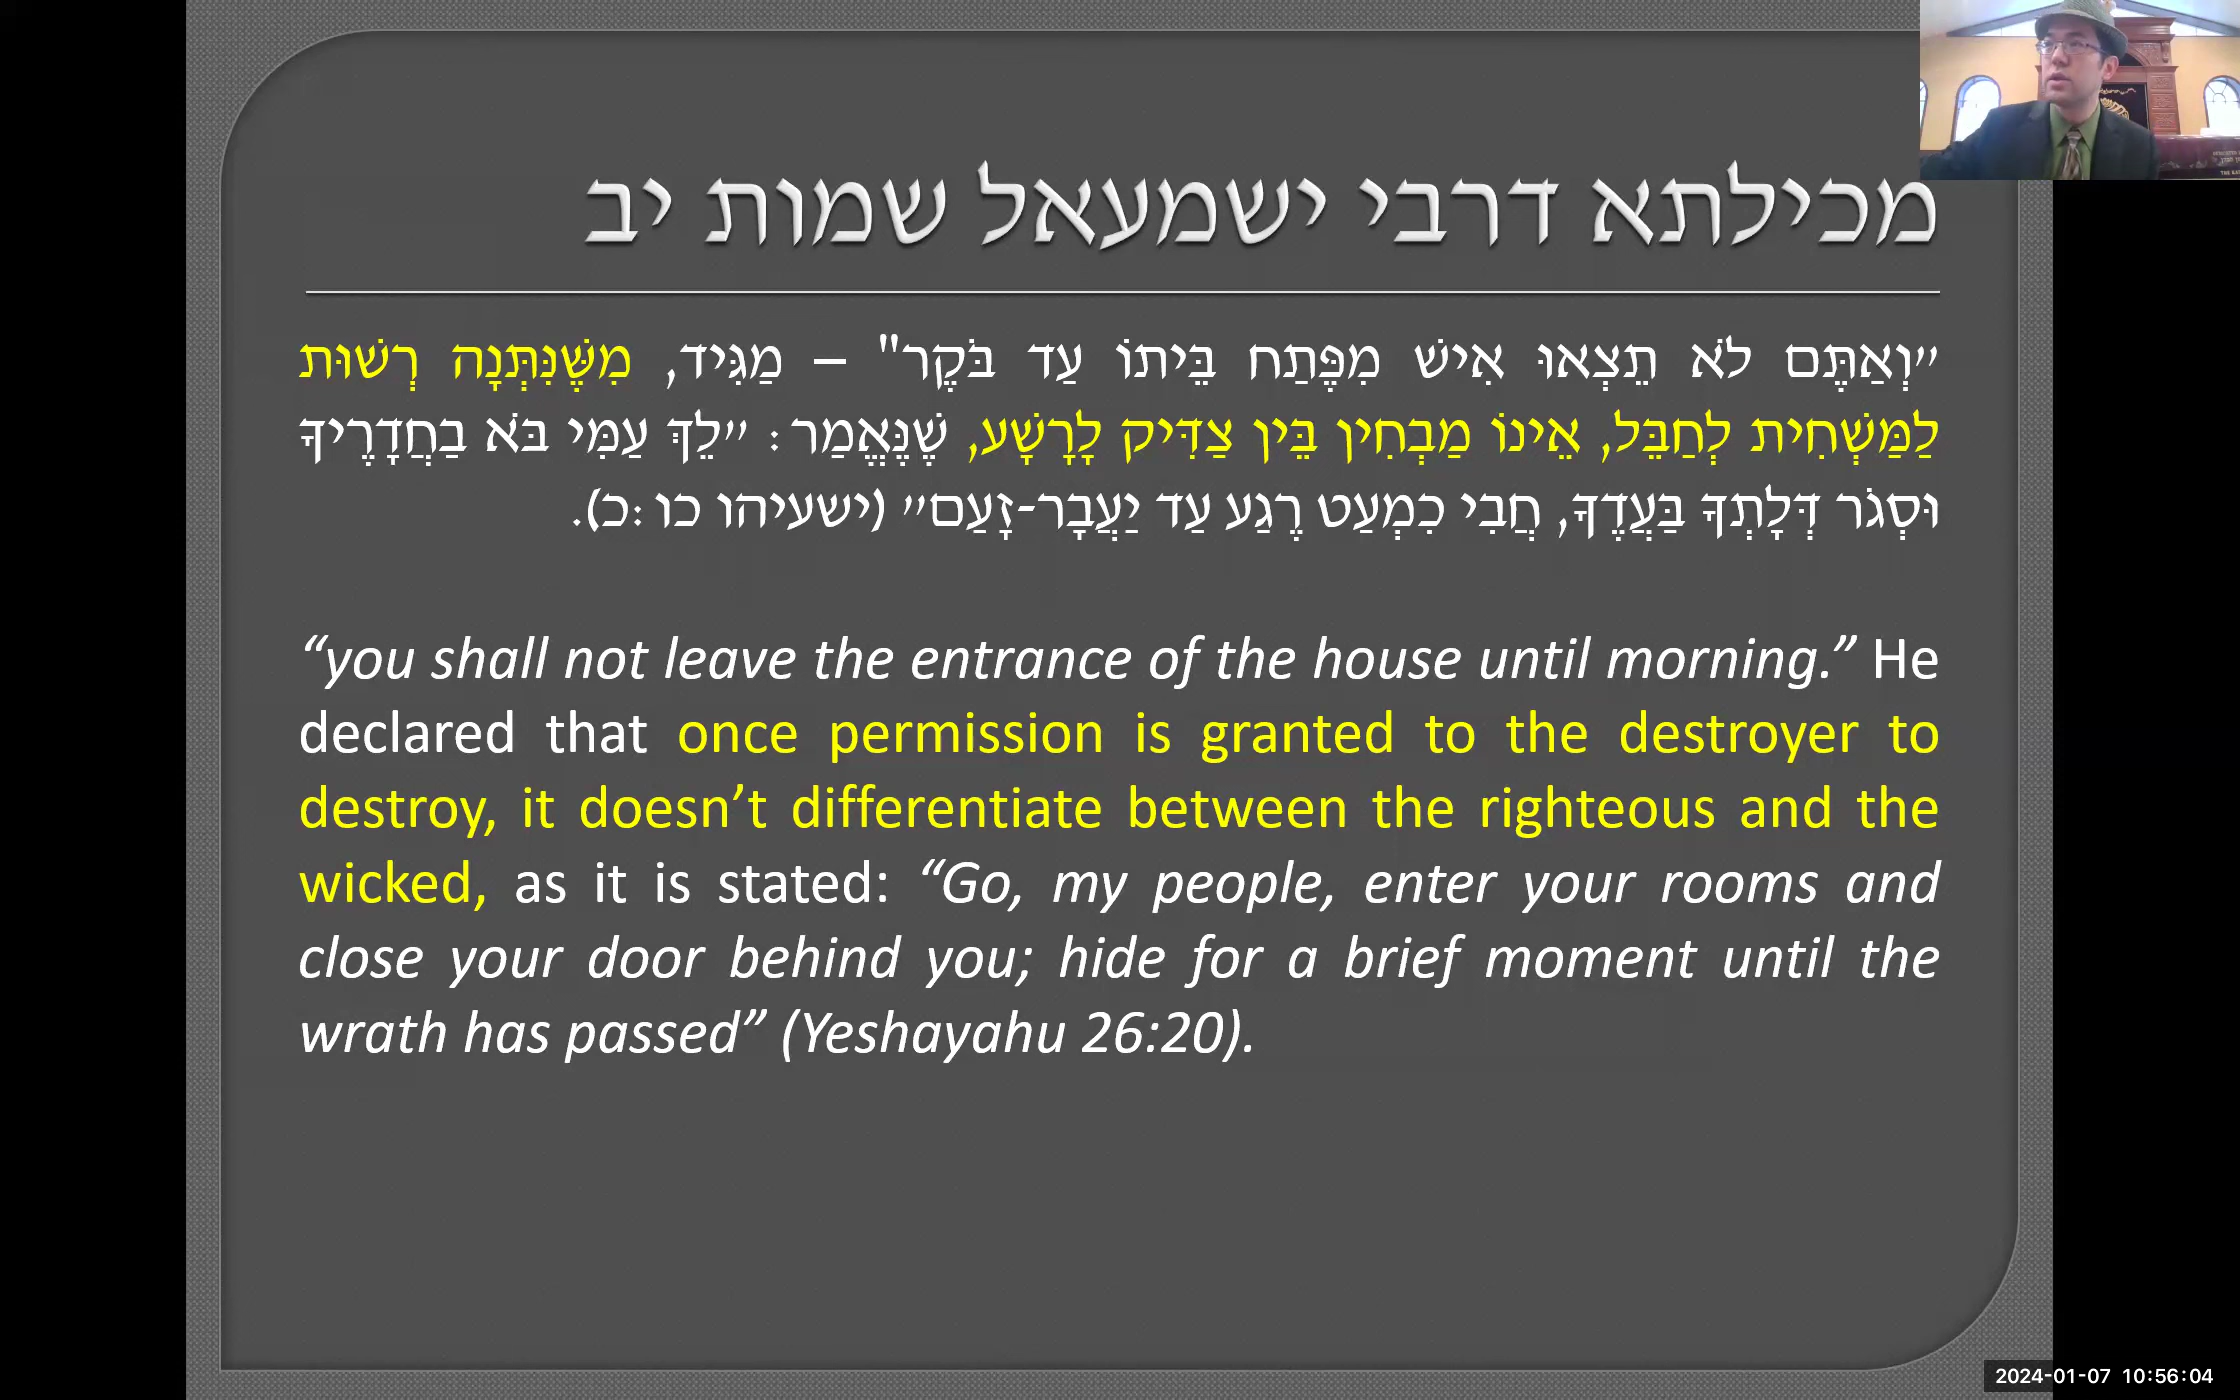 מכילתא דרבי ישמעאל שמות יב
״וְאַתֶּם לֹא תֵצְאוּ אִישׁ מִפֶּתַח בֵּיתוֹ עַד בֹּקֶר" – מַגִּיד, מִשֶּׁנִּתְּנָה רְשׁוּת
לַמַּשְׁחִית לְחַבֵּל, אֵינוֹ מַבְחִין בֵּין צַדִּיק לָרָשָׁע, שֶׁנֶּאֱמַר: ״לֵךְ עַמִּי בֹּא בַחֲדָרֶיךָ
וּסְגֹר דְּלָתְךָ בַּעֲדֶךָ, חֲבִי כִמְעַט רֶגַע עַד יַעֲבָר-זָעַם״ (ישעיהו כו:כ).
“you shall not leave the entrance of the house until morning.” He
declared that once permission is granted to the destroyer to
destroy, it doesn’t differentiate between the righteous and the
wicked, as it is stated: “Go, my people, enter your rooms and
close your door behind you; hide for a brief moment until the
wrath has passed” (Yeshayahu 26:20).
2024-01-07 10:56:04